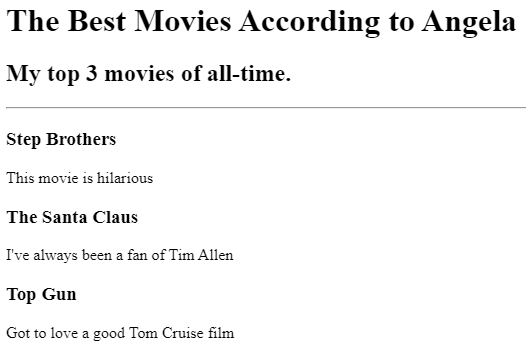 The Best Movies According to Angela
My top 3 movies of all-time.
Step Brothers
This movie is hilarious
The Santa Claus
I've always been a fan of Tim Allen
Top Gun
Got to love a good Tom Cruise film